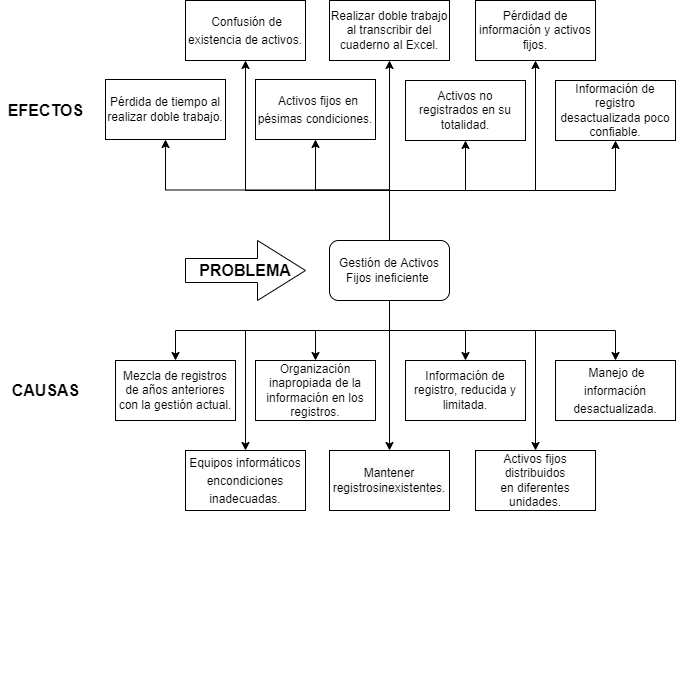 Confusión de
existencia de activos.
Realizar doble trabajo
al transcribir del
cuaderno al Excel.
Pérdidad de
información y activos
fijos.
EFECTOS
Pérdida de tiempo al
realizar doble trabajo.
Activos fijos en
pésimas condiciones.
Activos no
registrados en su
totalidad.
Información de
registro
desactualizada poco
confiable.
PROBLEMA
Gestión de Activos
Fijos ineficiente
CAUSAS
Mezcla de registros
de años anteriores
con la gestión actual.
Organización
inapropiada de la
información en los
registros.
Información de
registro, reducida y
limitada.
Manejo de
información
desactualizada.
Equipos informáticos
encondiciones
inadecuadas.
Mantener
registrosinexistentes.
Activos fijos
distribuidos
en diferentes
unidades.